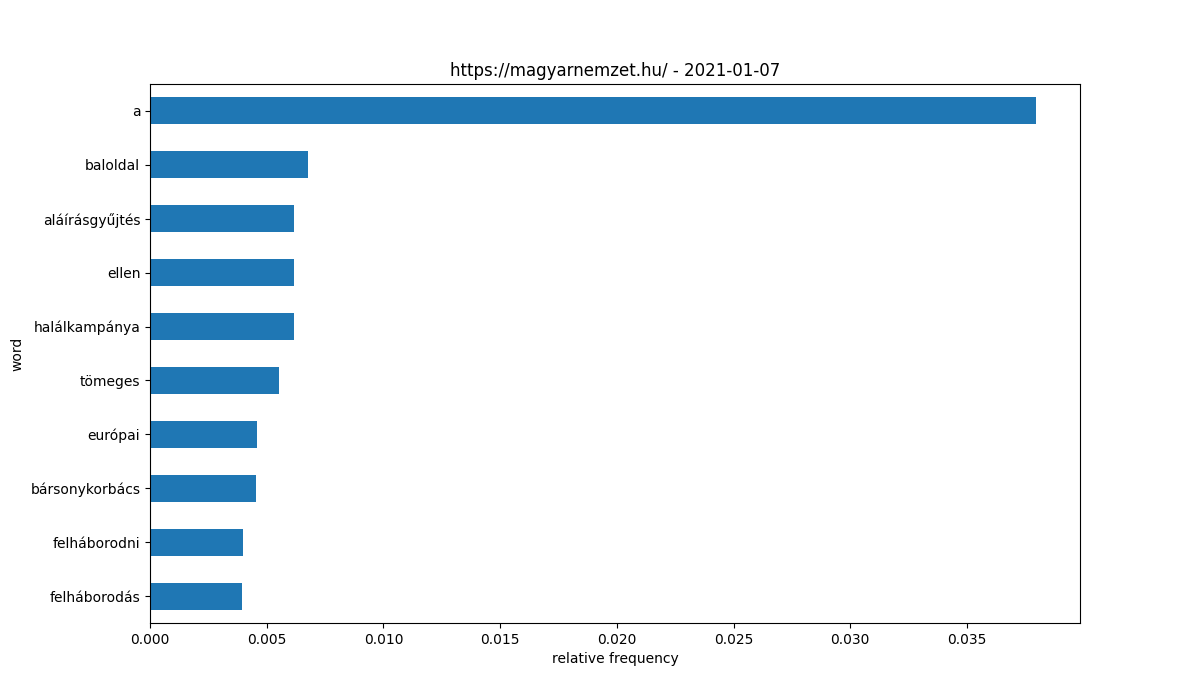 https://magyarnemzet.hu/ - 2021-01-07
a
baloldal
aláírásgyűjtés
ellen
halálkampánya
tömeges
európai
bársonykorbács
felháborodni
felháborodás
word
0.000 0.005 0.010 0.015 0.020 0.025 0.030 0.035
relative frequency